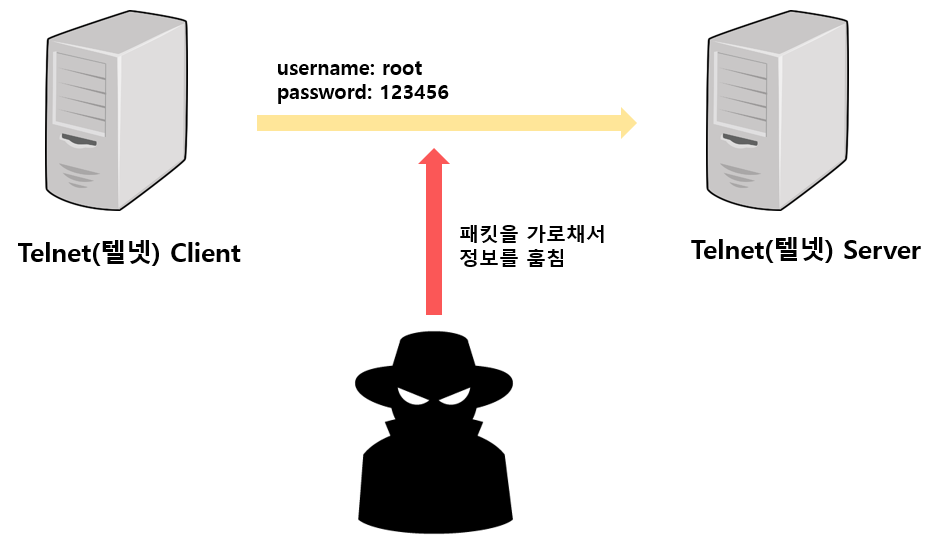 username: root
password: 123456
패킷을 가로채서
정보를 훔침
Telnet(텔넷) Client
Telnet(텔넷) Server